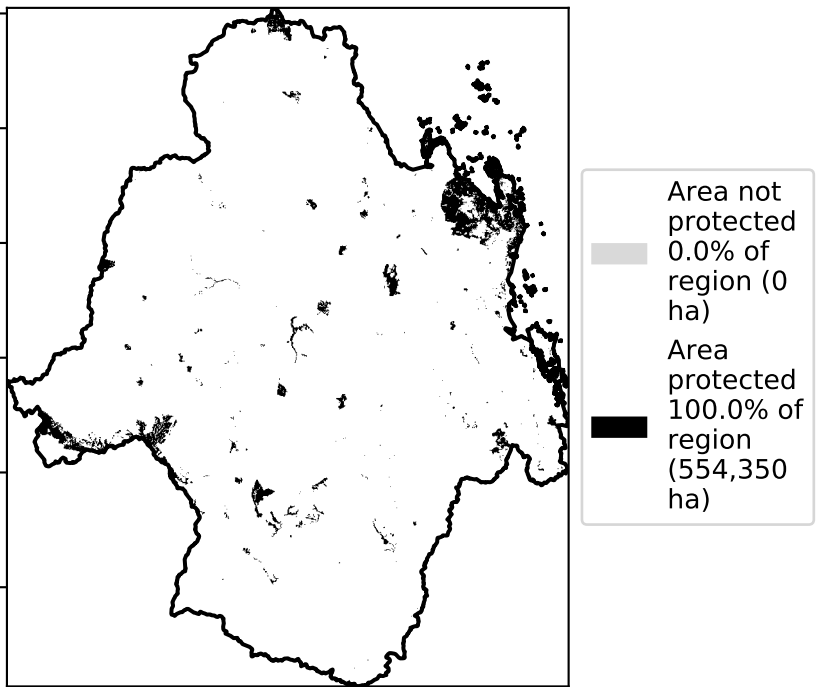 Area not
protected
0.0% of
region (0
ha)
Area
protected
100.0% of
region
(554,350
ha)